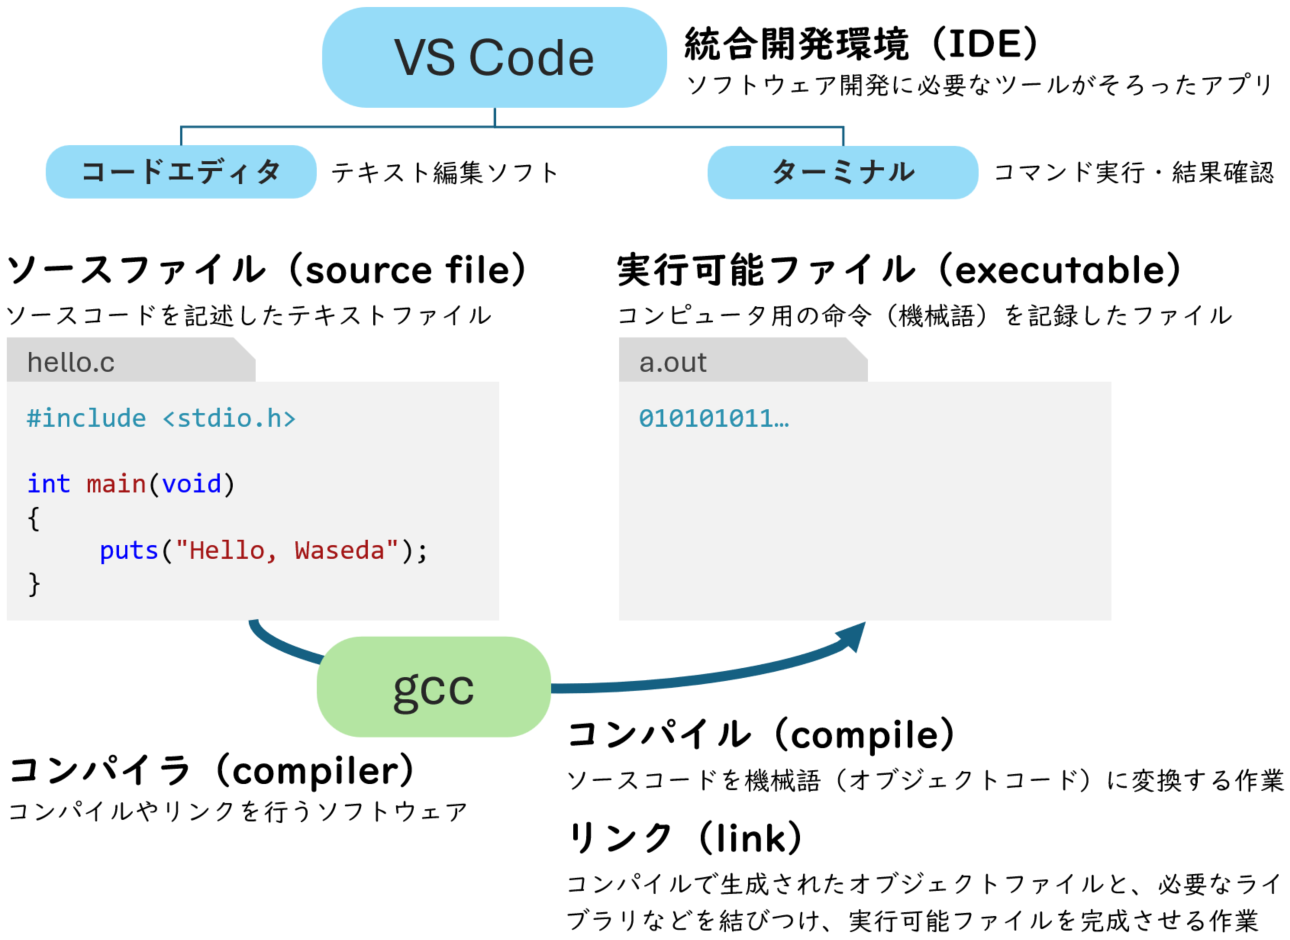 VS Code
統合開発環境（IDE）
ソフトウェア開発に必要なツールがそろったアプリ
コードエディタ
テキスト編集ソフト
ターミナル
コマンド実行・結果確認
ソースファイル（source file）
ソースコードを記述したテキストファイル
hello.c
#include <stdio.h>
int main(void)
{
puts("Hello, Waseda");
}
実行可能ファイル（executable）
コンピュータ用の命令（機械語）を記録したファイル
a.out
010101011…
gcc
コンパイラ（compiler）
コンパイルやリンクを行うソフトウェア
コンパイル（compile）
ソースコードを機械語（オブジェクトコード）に変換する作業
リンク（link）
コンパイルで生成されたオブジェクトファイルと、必要なライ
ブラリなどを結びつけ、実行可能ファイルを完成させる作業